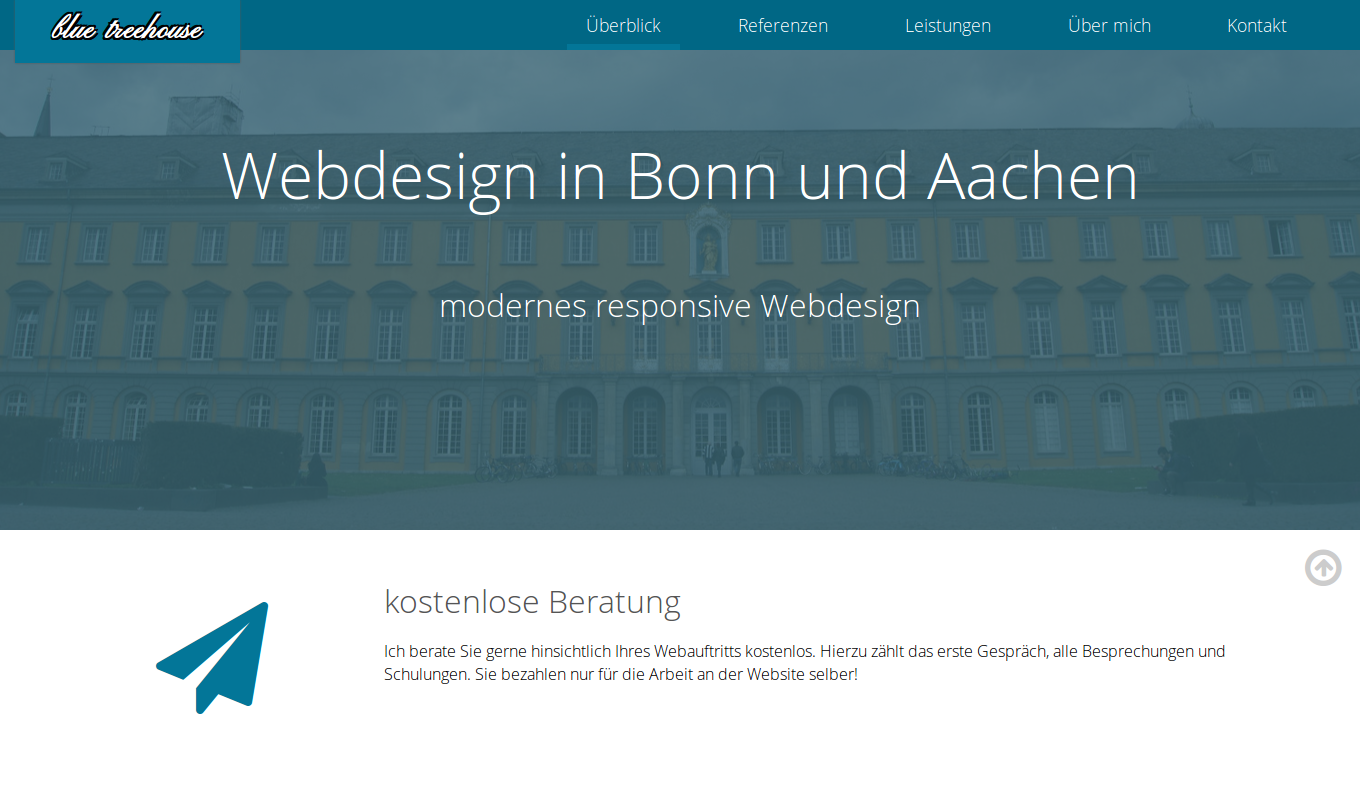 blue treehouse
Überblick
Referenzen
Leistungen
Über mich
Kontakt
Webdesign in Bonn und Aachen
modernes responsive Webdesign
kostenlose Beratung
Ich berate Sie gerne hinsichtlich Ihres Webauftritts kostenlos. Hierzu zählt das erste Gespräch, alle Besprechungen und
Schulungen. Sie bezahlen nur für die Arbeit an der Website selber!